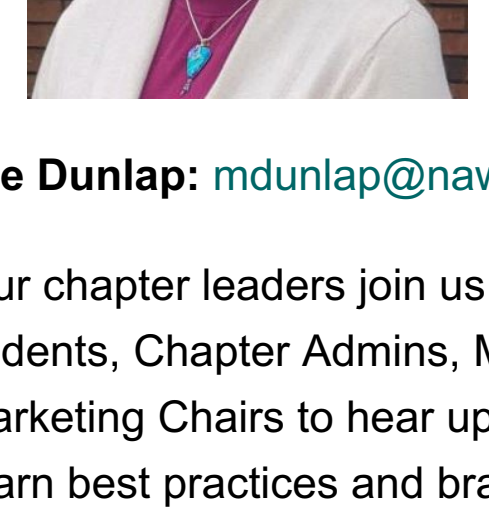 e Dunlap: mdunlap@naw
ur chapter leaders join us
dents, Chapter Admins, M
arketing Chairs to hear up
arn best practices and bra